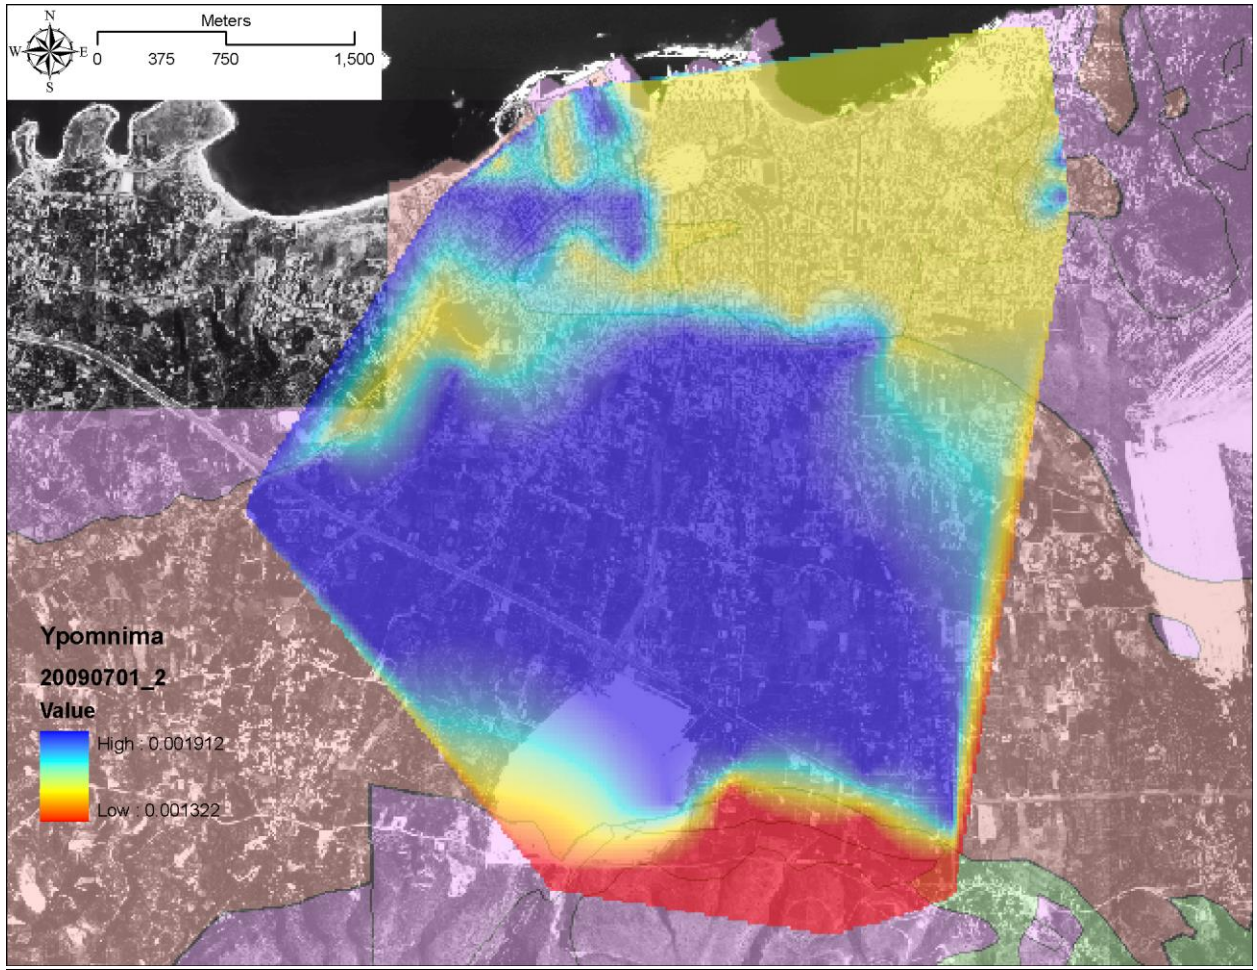 N
Meters
W E
0 375 750 1,500
S
Ypomnima
20090701_2
Value
High : 0.001912
Low : 0.001322